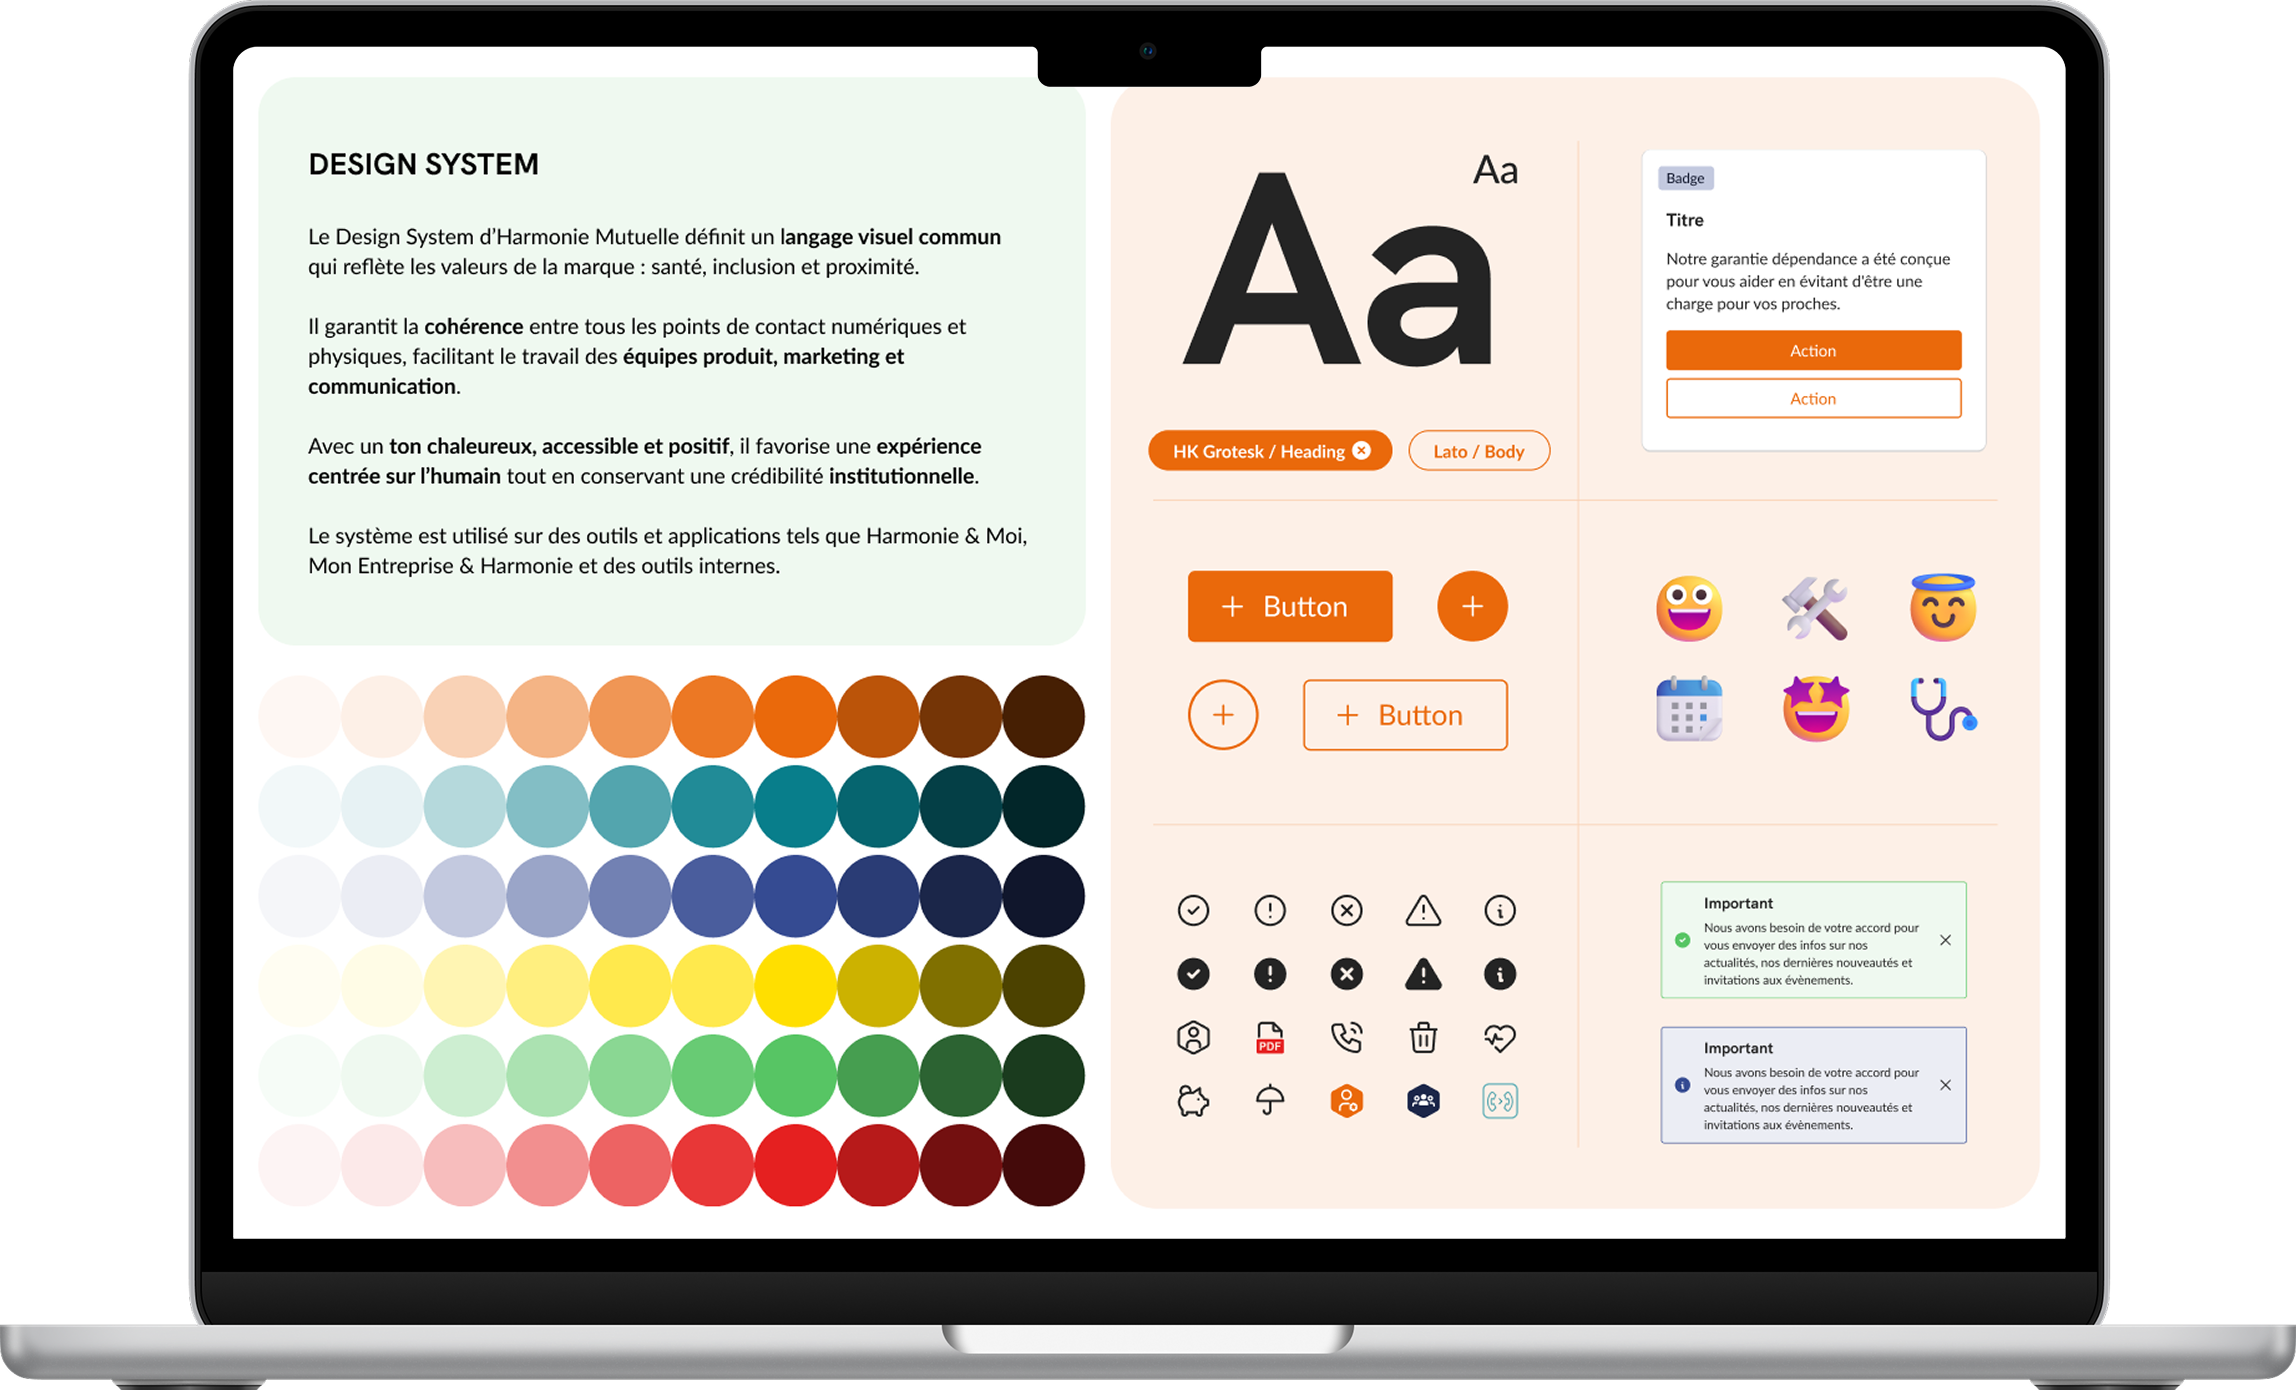 DESIGN SYSTEM
Le Design System d’Harmonie Mutuelle définit un langage visuel commun
qui reflète les valeurs de la marque : santé, inclusion et proximité.
Il garantit la cohérence entre tous les points de contact numériques et
physiques, facilitant le travail des équipes produit, marketing et
communication.
Avec un ton chaleureux, accessible et positif, il favorise une expérience
centrée sur l’humain tout en conservant une crédibilité institutionnelle.
Le système est utilisé sur des outils et applications tels que Harmonie & Moi,
Mon Entreprise & Harmonie et des outils internes.
Aa
Aa
HK Grotesk / Heading
Lato / Body
Badge
Titre
Notre garantie dépendance a été conçue
pour vous aider en évitant d'être une
charge pour vos proches.
Action
Action
Button
Button
PDF
Important
Nous avons besoin de votre accord pour
vous envoyer des infos sur nos
actualités, nos dernières nouveautés et
invitations aux évènements.
Important
Nous avons besoin de votre accord pour
vous envoyer des infos sur nos
actualités, nos dernières nouveautés et
invitations aux évènements.